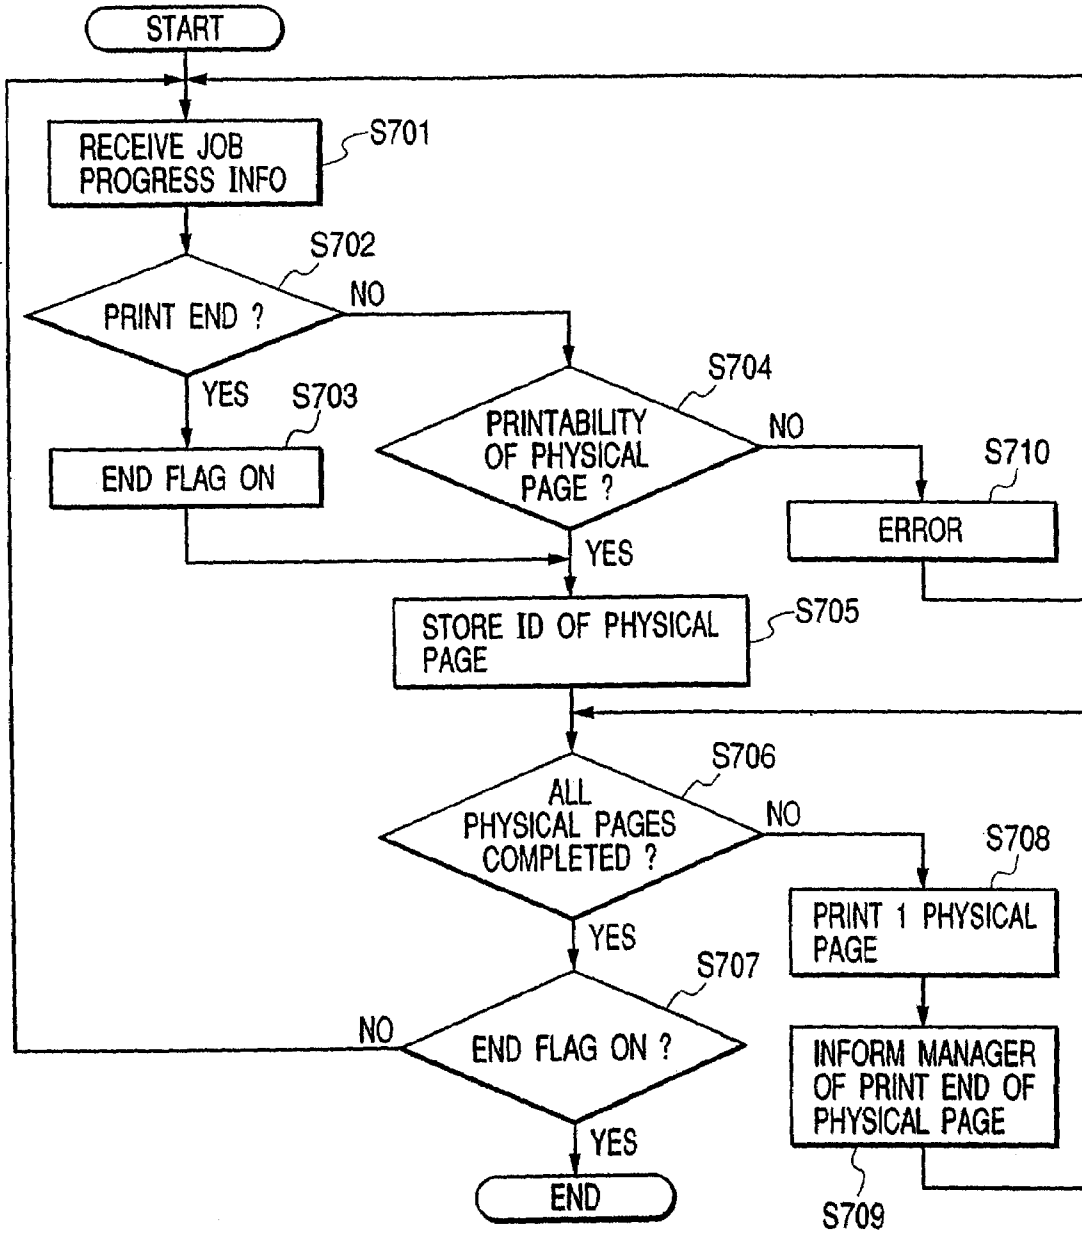 START
RECEIVE JOB
PROGRESS INFO
S701
S702
PRINT END ?
NO
YES
S703
END FLAG ON
S704
PRINTABILITY
OF PHYSICAL
PAGE ?
NO
YES
S710
ERROR
STORE ID OF PHYSICAL
PAGE
S705
S706
ALL
PHYSICAL PAGES
COMPLETED ?
NO
YES
S708
PRINT 1 PHYSICAL
PAGE
S707
END FLAG ON ?
NO
YES
INFORM MANAGER
OF PRINT END OF
PHYSICAL PAGE
S709
END